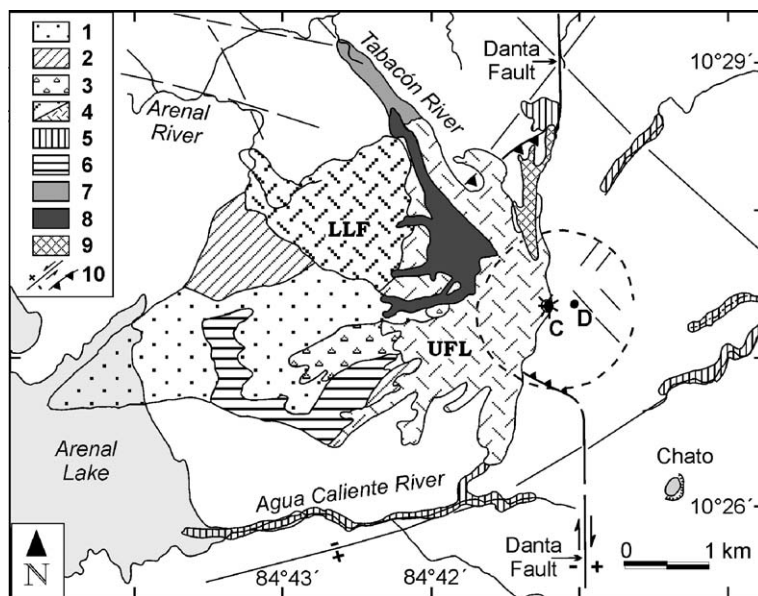 1
2
3
4
5
6
7
8
9
10
Tabacón River
Danta
Fault
10°29´
Arenal
River
LLF
UFL
C
D
Arenal
Lake
Agua Caliente River
Chato
10°26´
N
-
+
84°43´
84°42´
Danta
Fault
- +
0 1 km